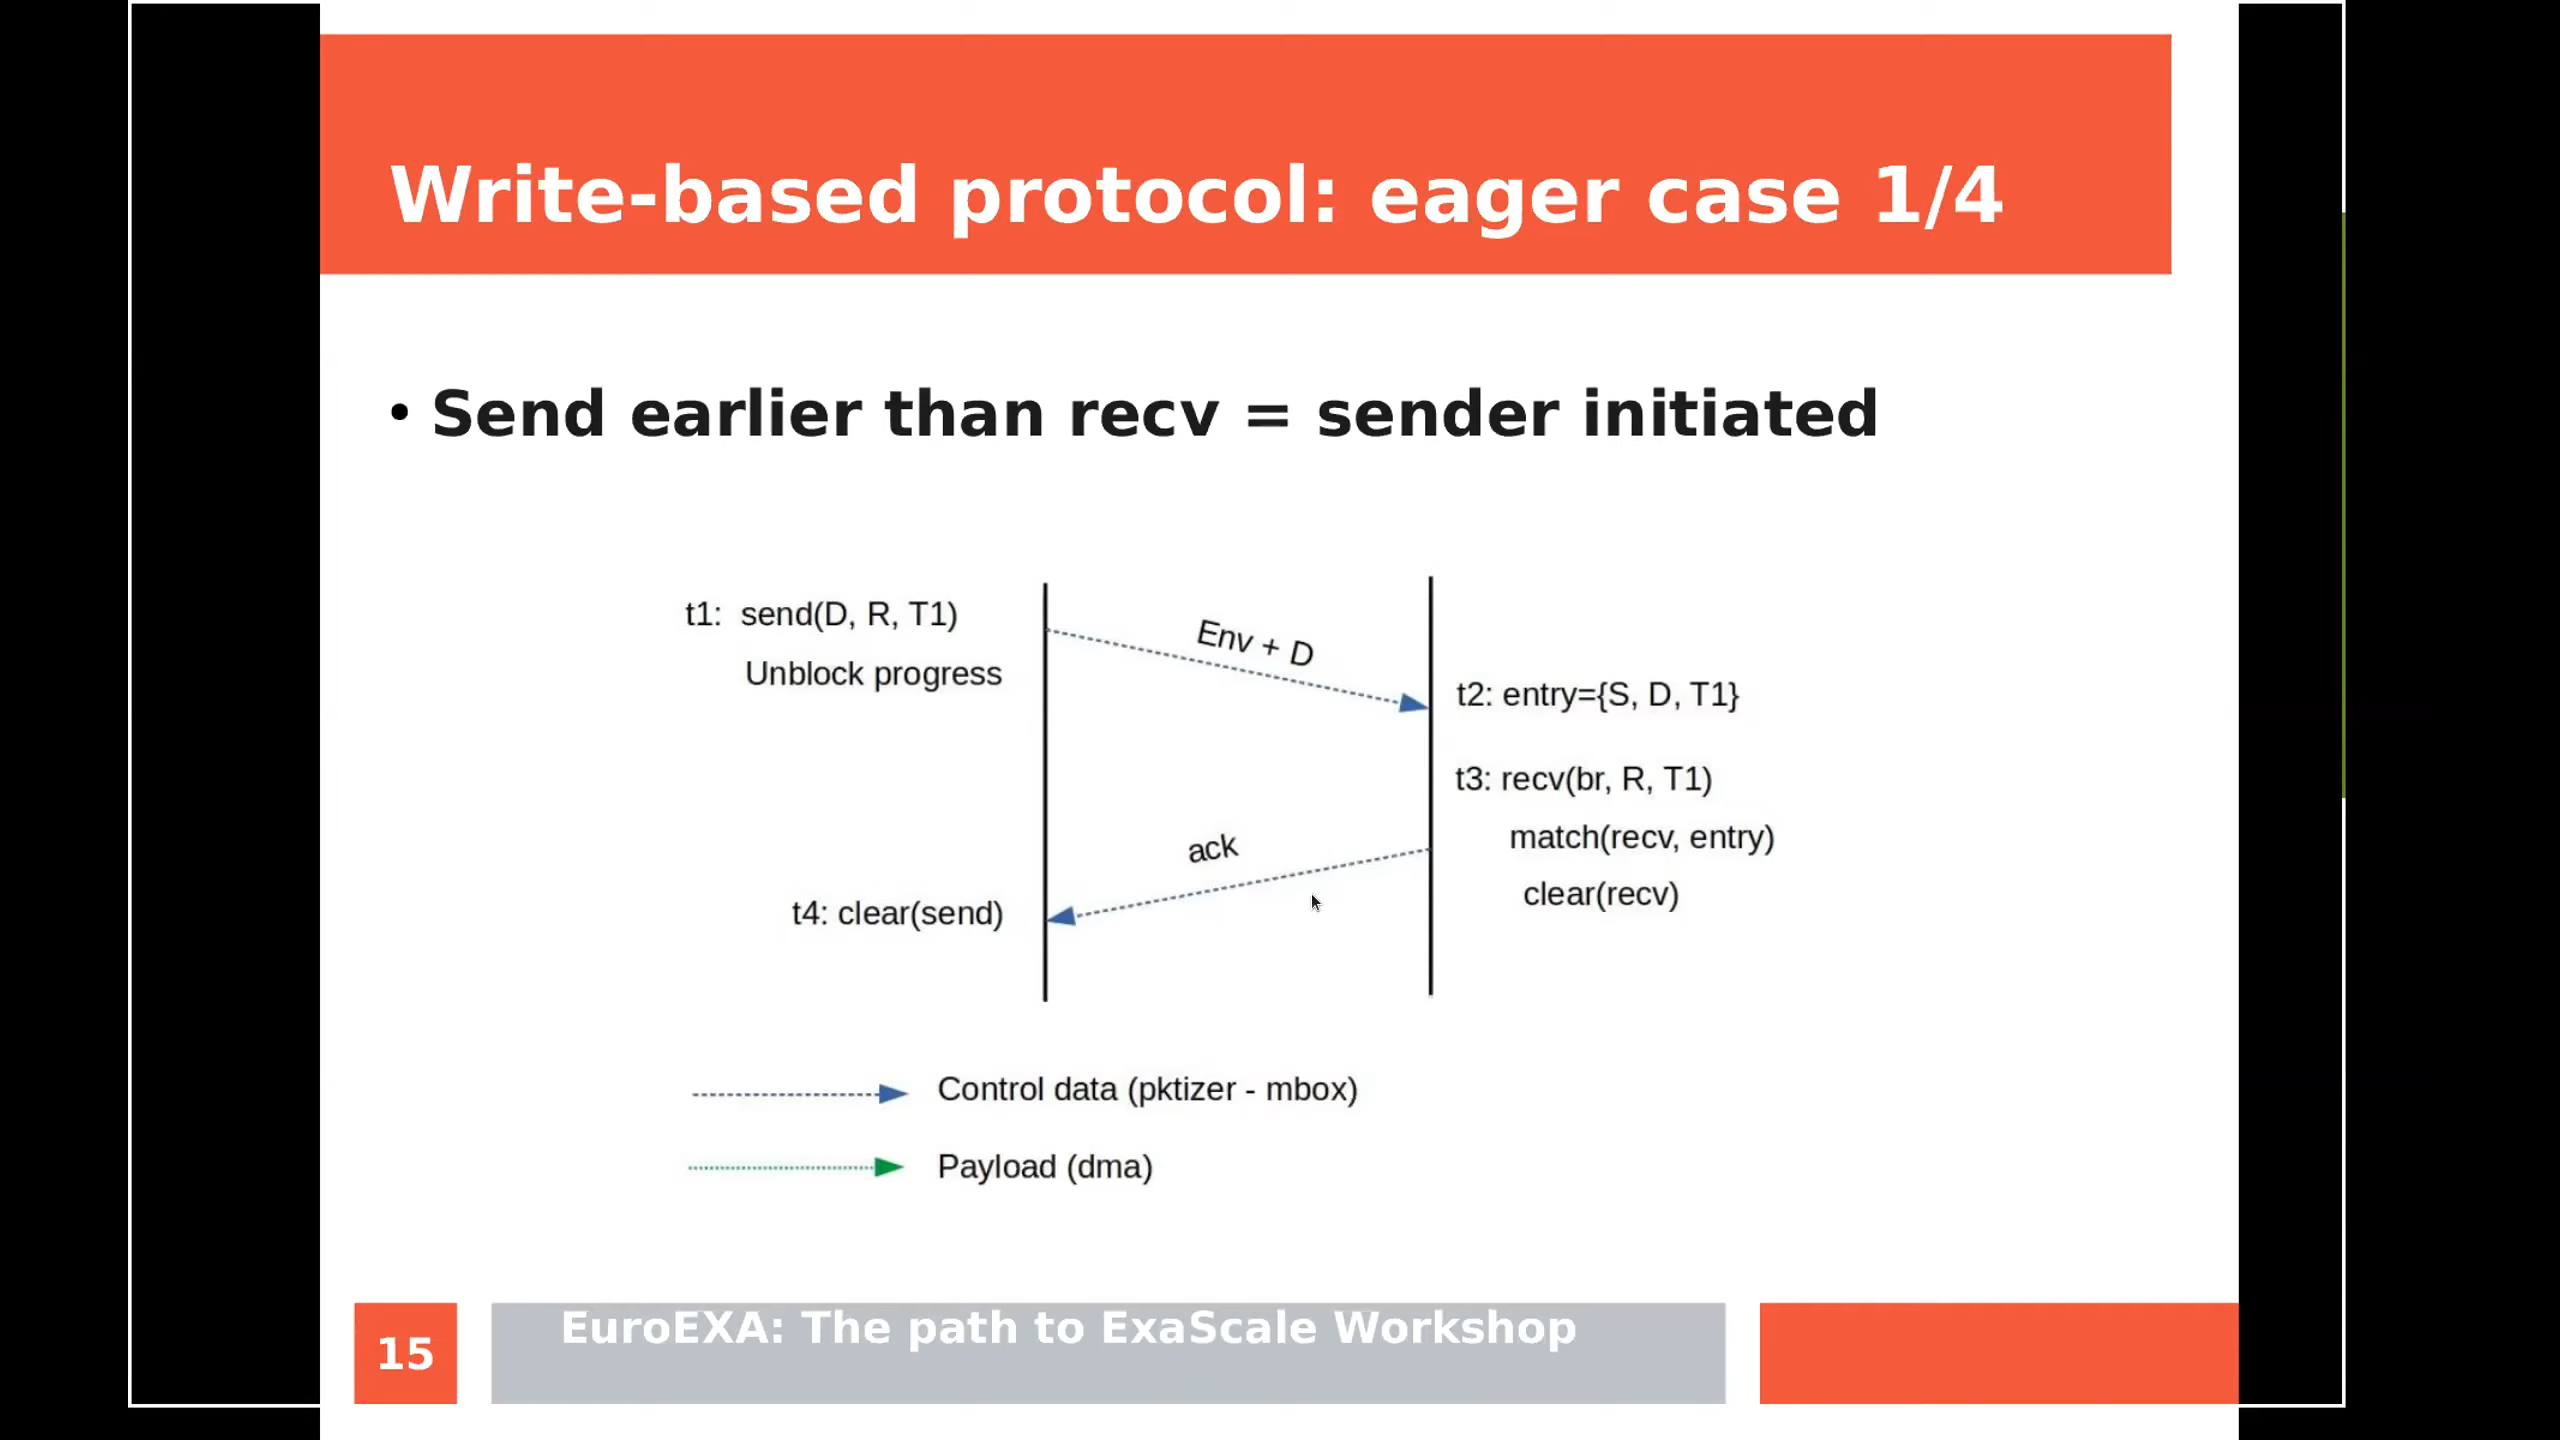 Write-based protocol: eager case 1/4
• Send earlier than recv = sender initiated
t1: send(D, R, T1)
Unblock progress
Env + D
t2: entry={S, D, T1}
t3: recv(br, R, T1)
match(recv, entry)
ack
clear(recv)
t4: clear(send)
Control data (pktizer - mbox)
Payload (dma)
15
EuroEXA: The path to ExaScale Workshop